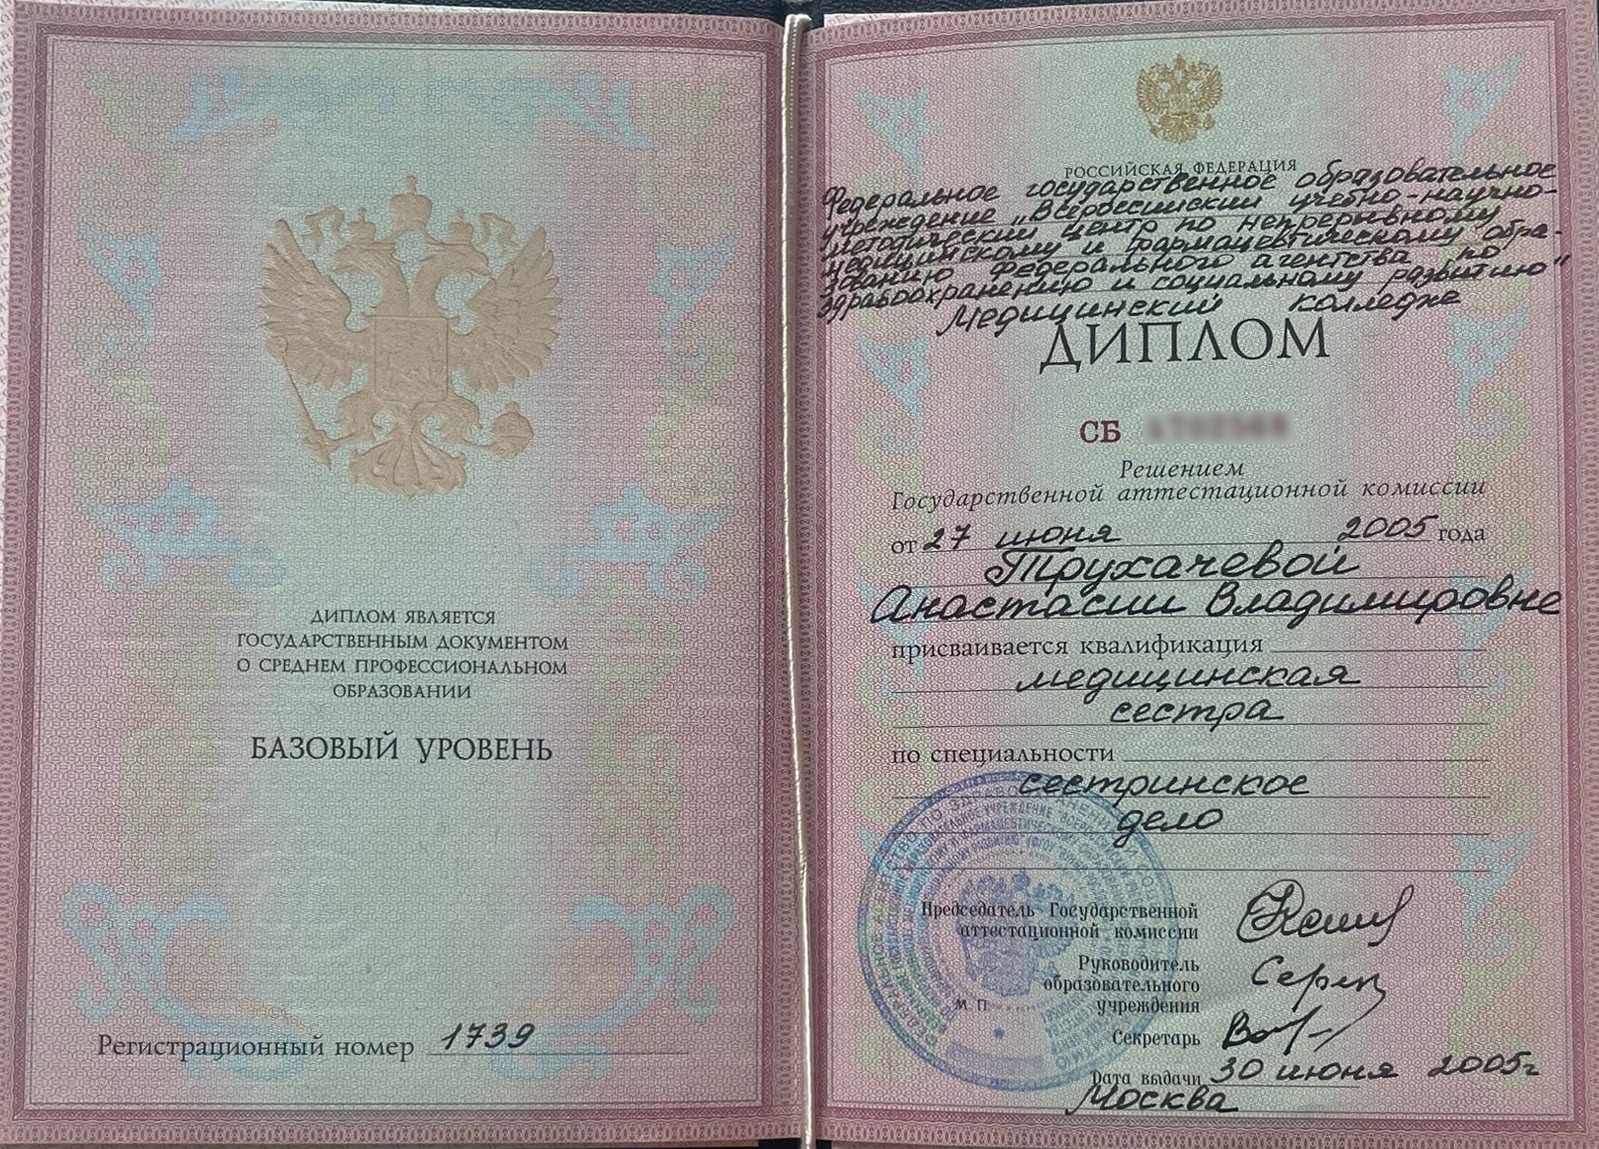 ДИПЛОМ ЯВЛЯЕТСЯ
ГОСУДАРСТВЕННЫМ ДОКУМЕНТОМ
О СРЕДНЕМ ПРОФЕССИОНАЛЬНОМ
ОБРАЗОВАНИИ
БАЗОВЫЙ УРОВЕНЬ
Регистрационный номер 1739
РОССИЙСКАЯ ФЕДЕРАЦИЯ
Федеральное государственное образовательное
учреждение „Всероссийский учебно-научно-
методический центр по непрерывному
медицинскому и фармацевтическому обра-
зованию Федерального агентства по
здравоохранению и социальному развитию"
Медицинский колледж
ДИПЛОМ
СБ
Решением
Государственной аттестационной комиссии
от 27 июня 2005 года
Трухачевой
Анастасии Владимировне
присваивается квалификация
медицинская
сестра
по специальности
сестринское
дело
Председатель Государственной
аттестационной комиссии
Руководитель
образовательного
учреждения
М. П.
Секретарь
Дата выдачи 30 июня 2005г
Москва